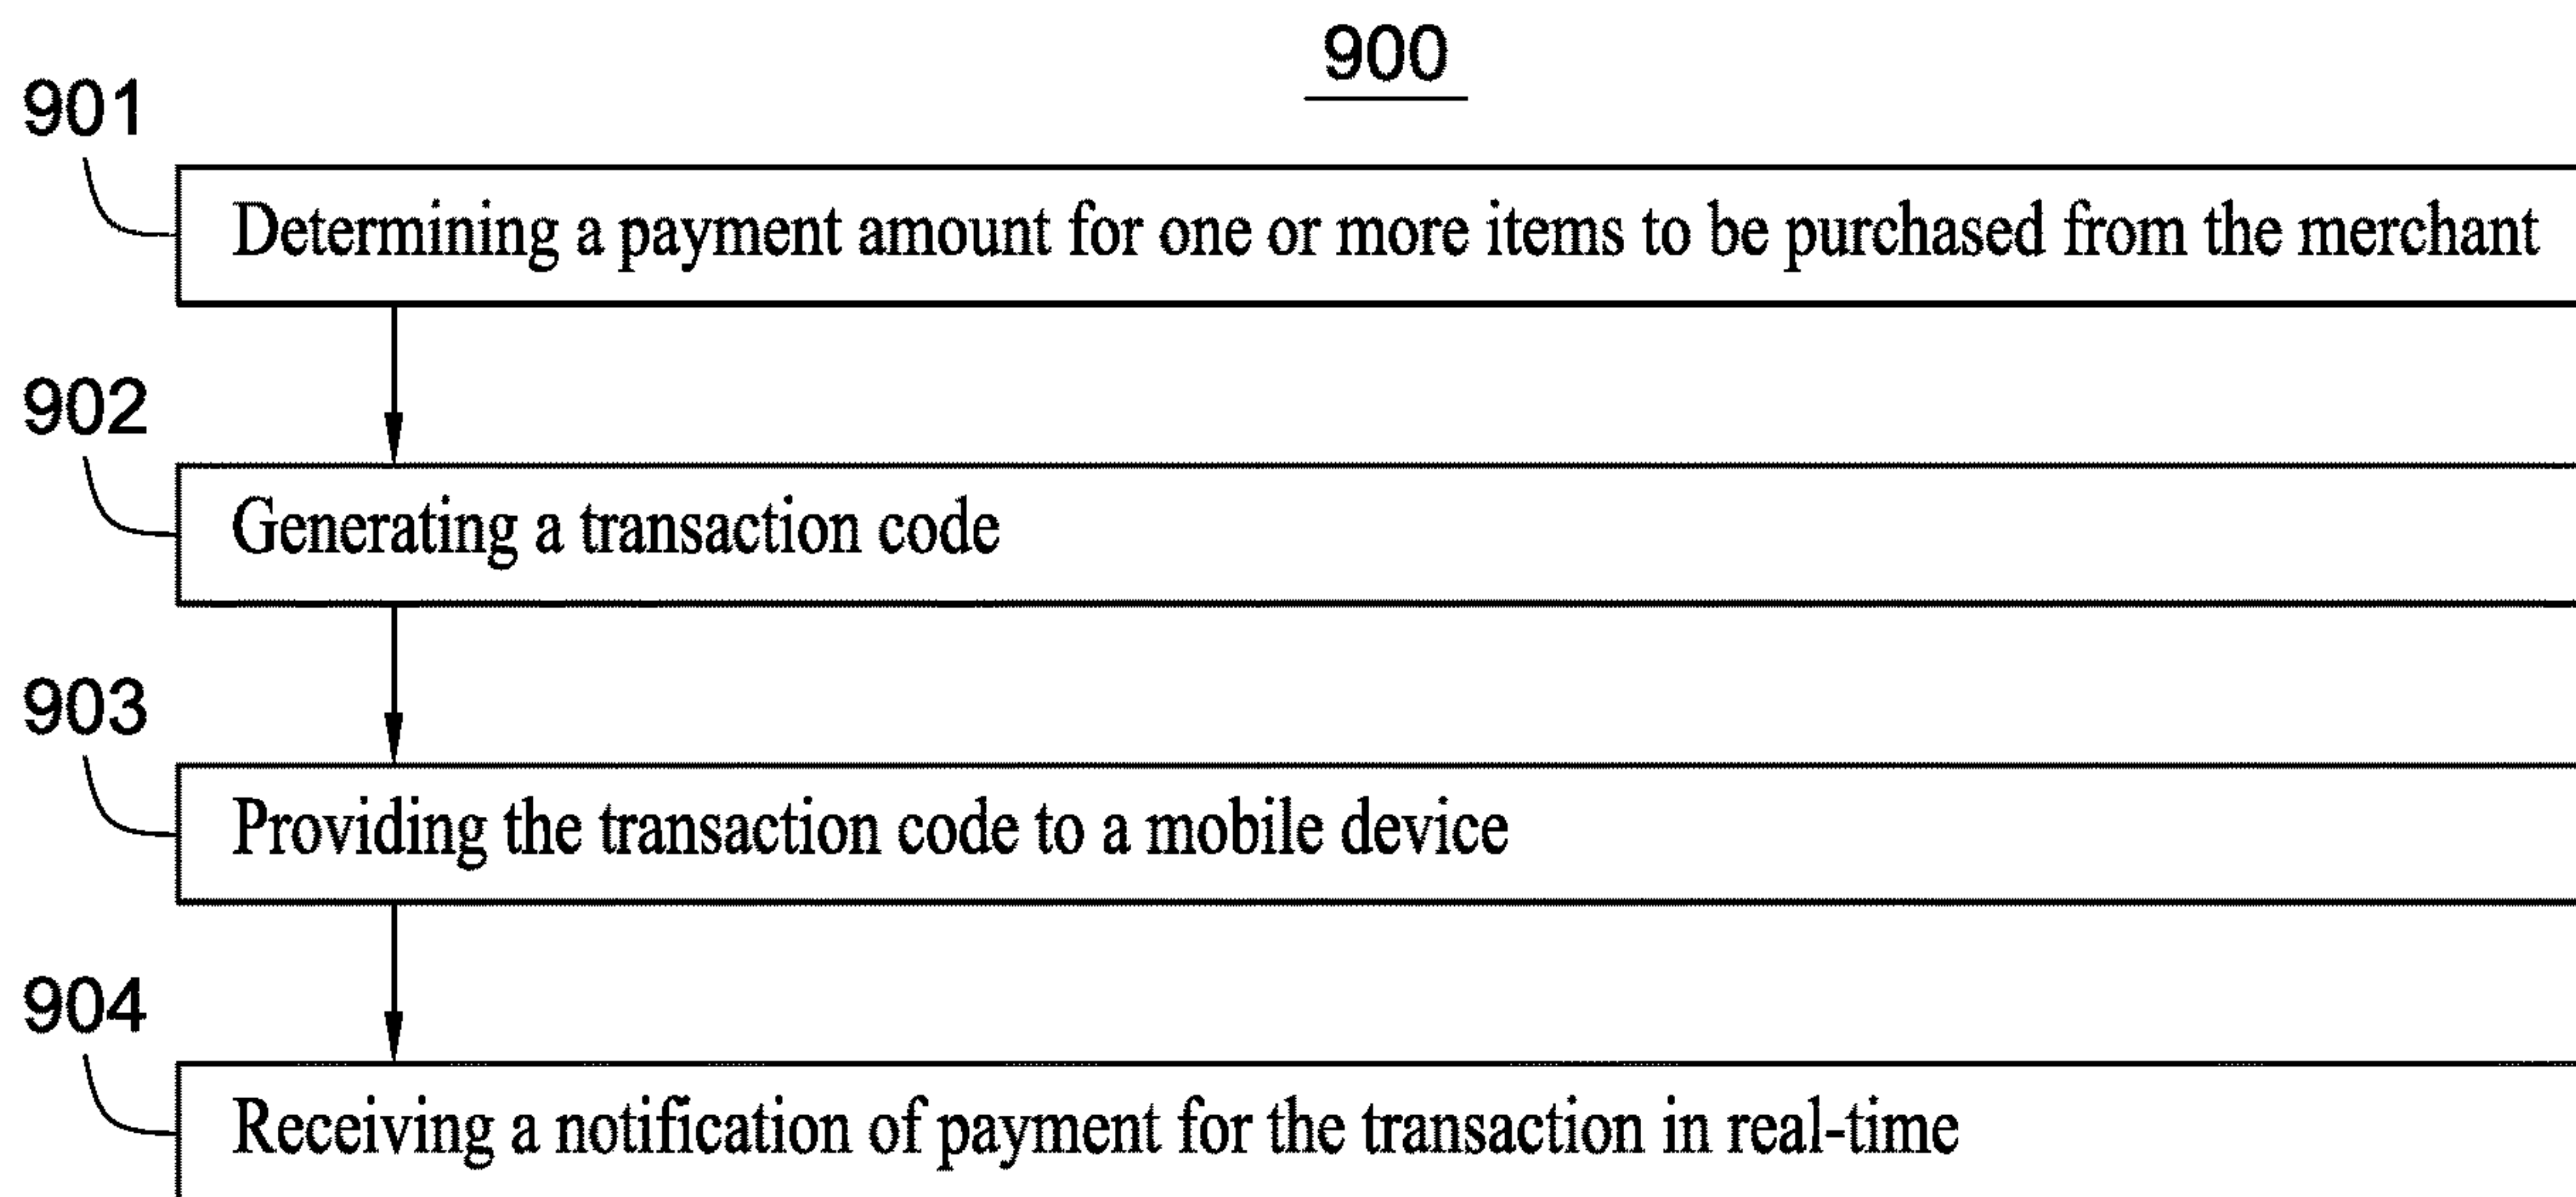 900
901
Determining a payment amount for one or more items to be purchased from the merchant
902
Generating a transaction code
903
Providing the transaction code to a mobile device
904
Receiving a notification of payment for the transaction in real-time